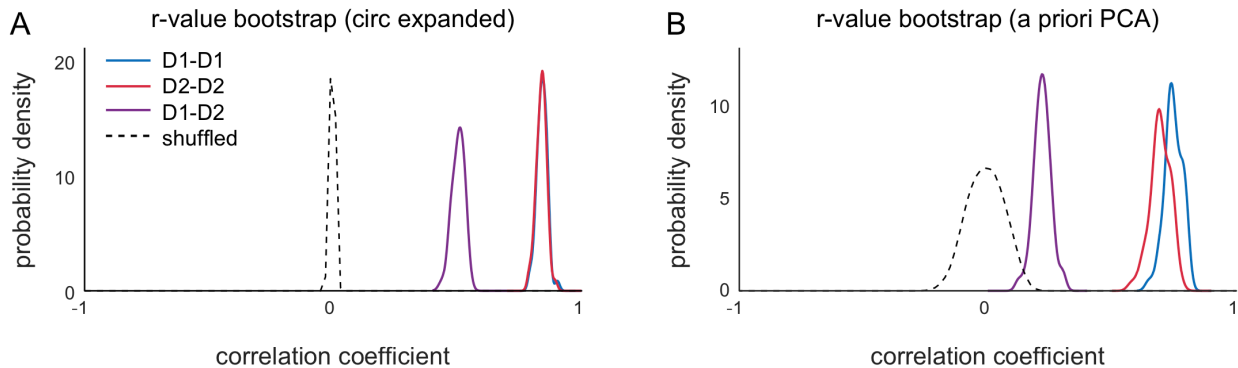 A
r-value bootstrap (circ expanded)
probability density
20
10
0
D1-D1
D2-D2
D1-D2
shuffled
-1
0
1
correlation coefficient
B
r-value bootstrap (a priori PCA)
probability density
10
5
0
-1
0
1
correlation coefficient